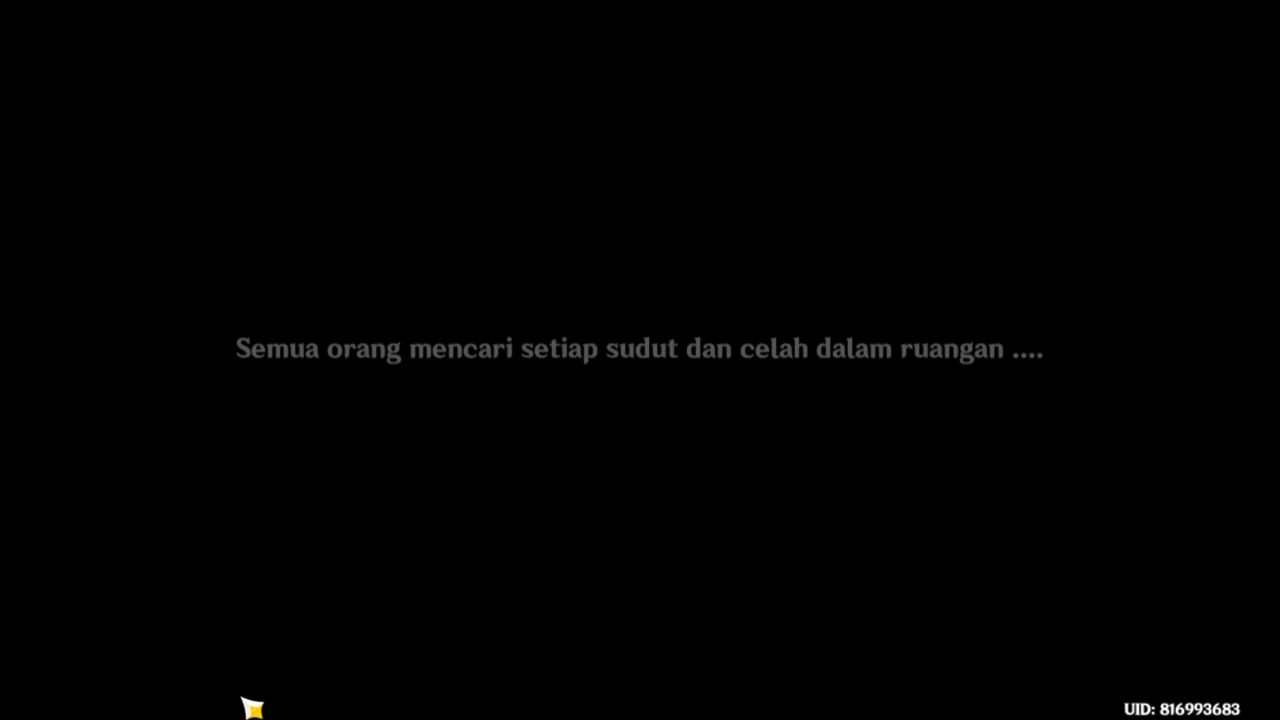 Semua orang mencari setiap sudut dan celah dalam ruangan ....
UID: 816993683